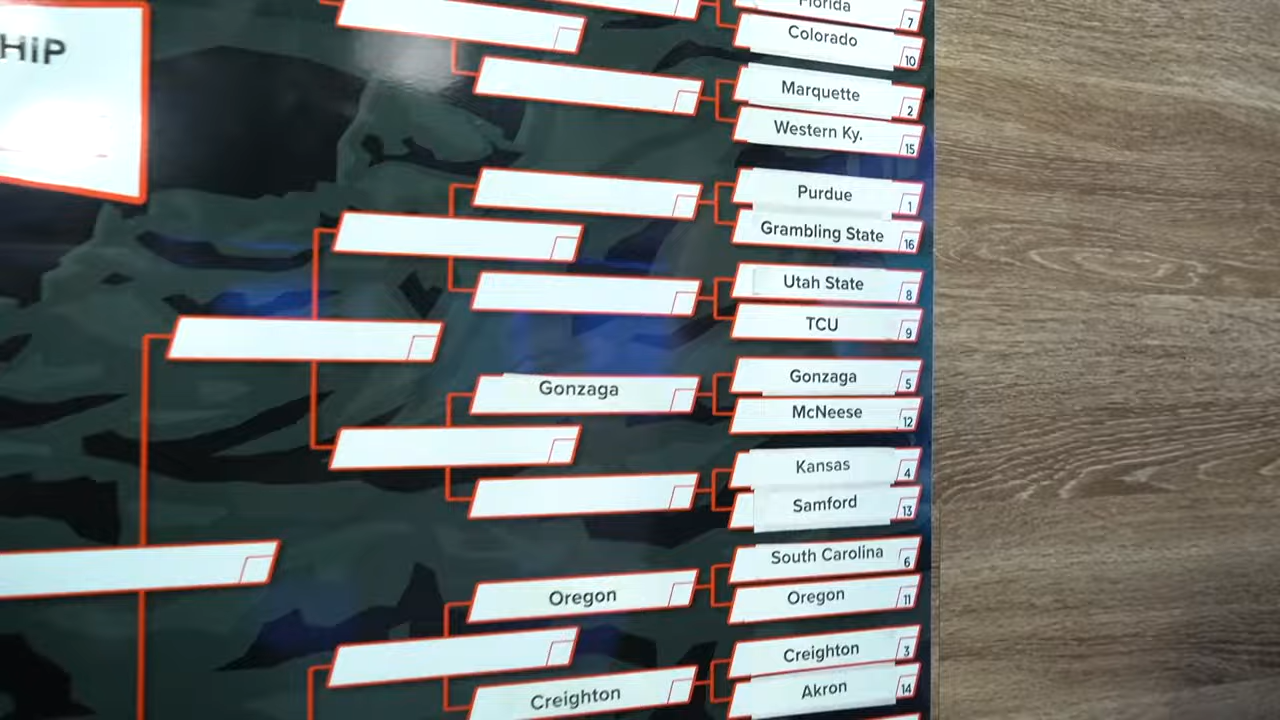 HiP
Florida 7
Colorado 10
Marquette 2
Western Ky. 15
Purdue 1
Grambling State 16
Utah State 8
TCU 9
Gonzaga
Gonzaga 5
McNeese 12
Kansas 4
Samford 13
South Carolina 6
Oregon
Oregon 11
Creighton 3
Creighton
Akron 14